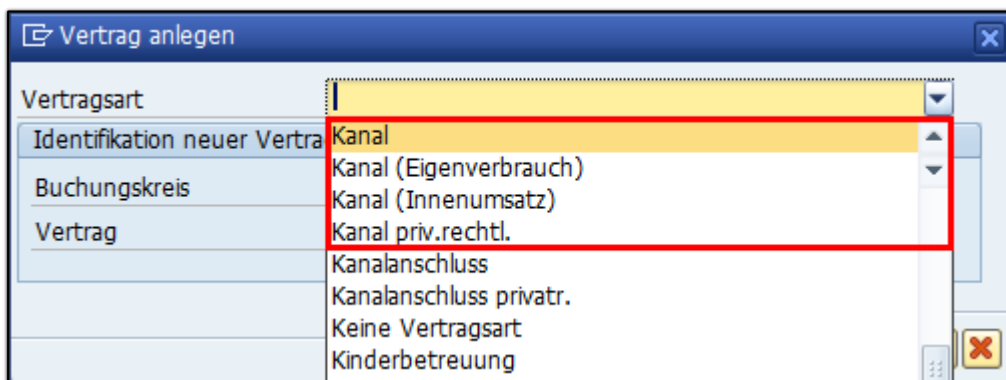 Vertrag anlegen
Vertragsart
Kanal
Identifikation neuer Vertra
Kanal (Eigenverbrauch)
Buchungskreis
Kanal (Innenumsatz)
Vertrag
Kanal priv.rechtl.
Kanalanschluss
Kanalanschluss privatr.
Keine Vertragsart
Kinderbetreuung